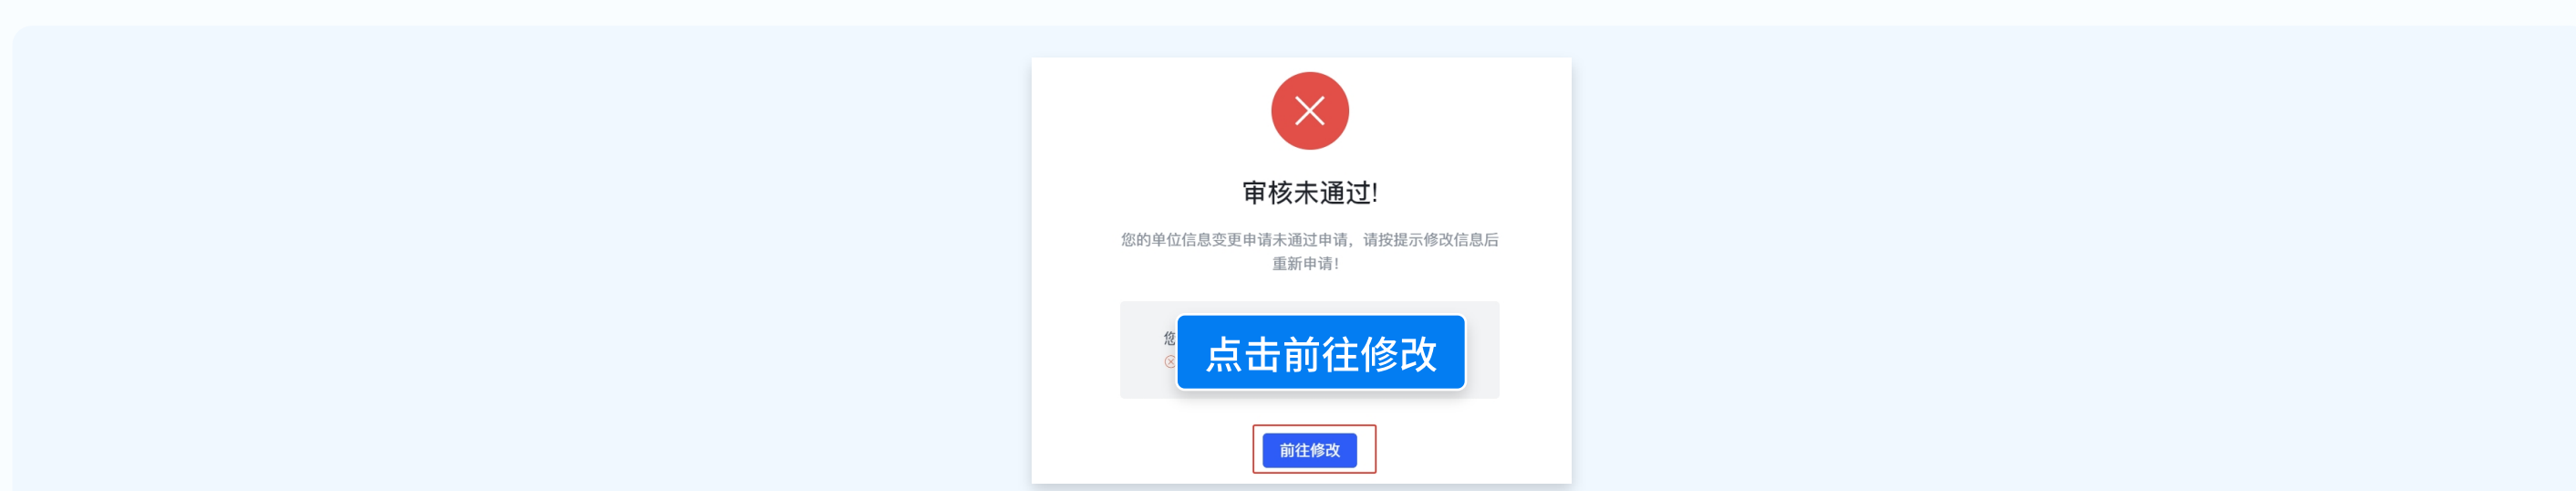 审核未通过!
您的单位信息变更申请未通过申请，请按提示修改信息后
重新申请!
您
点击前往修改
前往修改